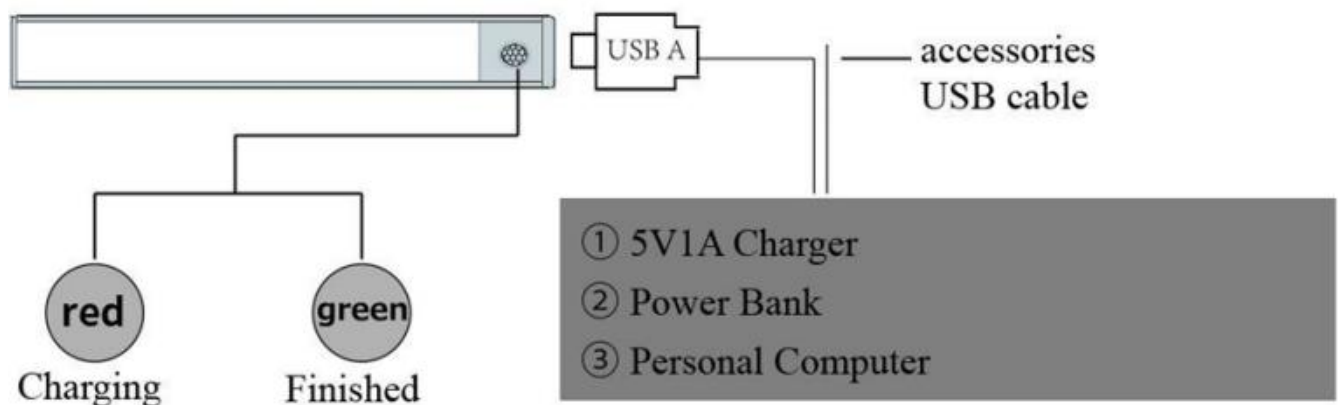 USB A
accessories
USB cable
① 5V1A Charger
② Power Bank
③ Personal Computer
red
green
Charging
Finished